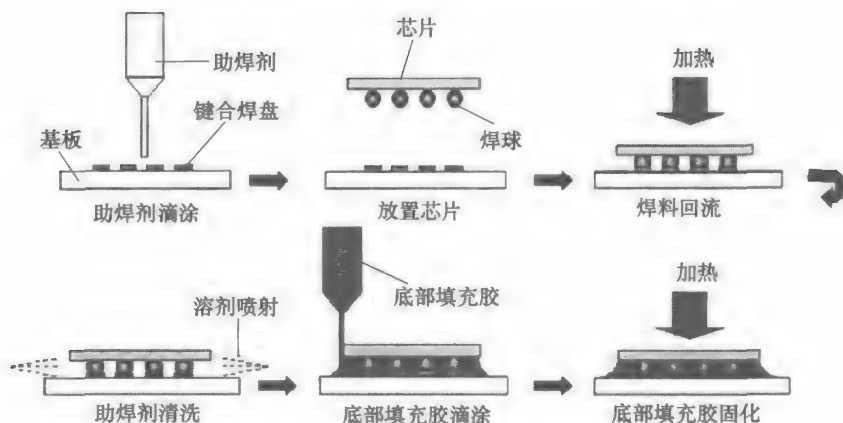 助焊剂
键合焊盘
基板
助焊剂滴涂
芯片
焊球
放置芯片
加热
焊料回流
溶剂喷射
助焊剂清洗
底部填充胶
底部填充胶滴涂
加热
底部填充胶固化